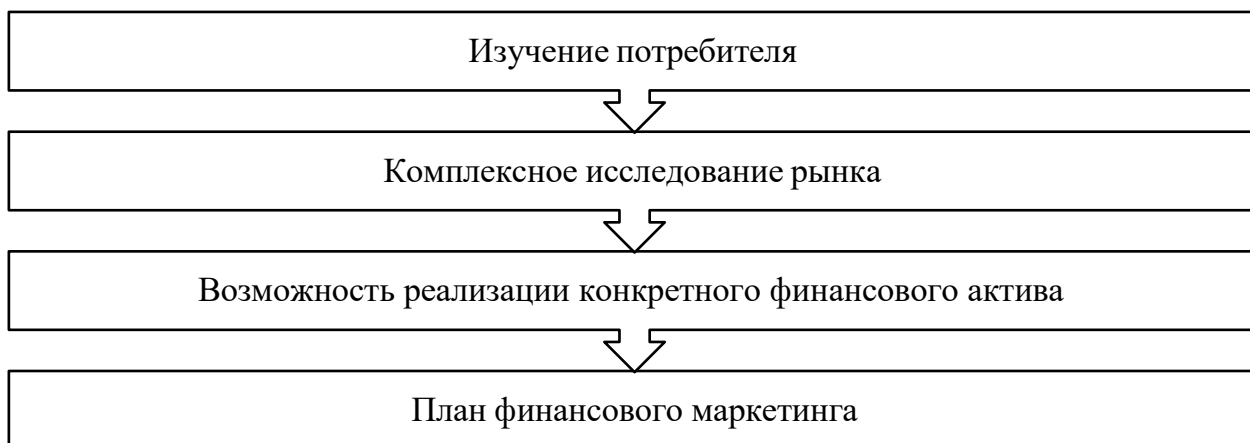 Изучение потребителя
Комплексное исследование рынка
Возможность реализации конкретного финансового актива
План финансового маркетинга